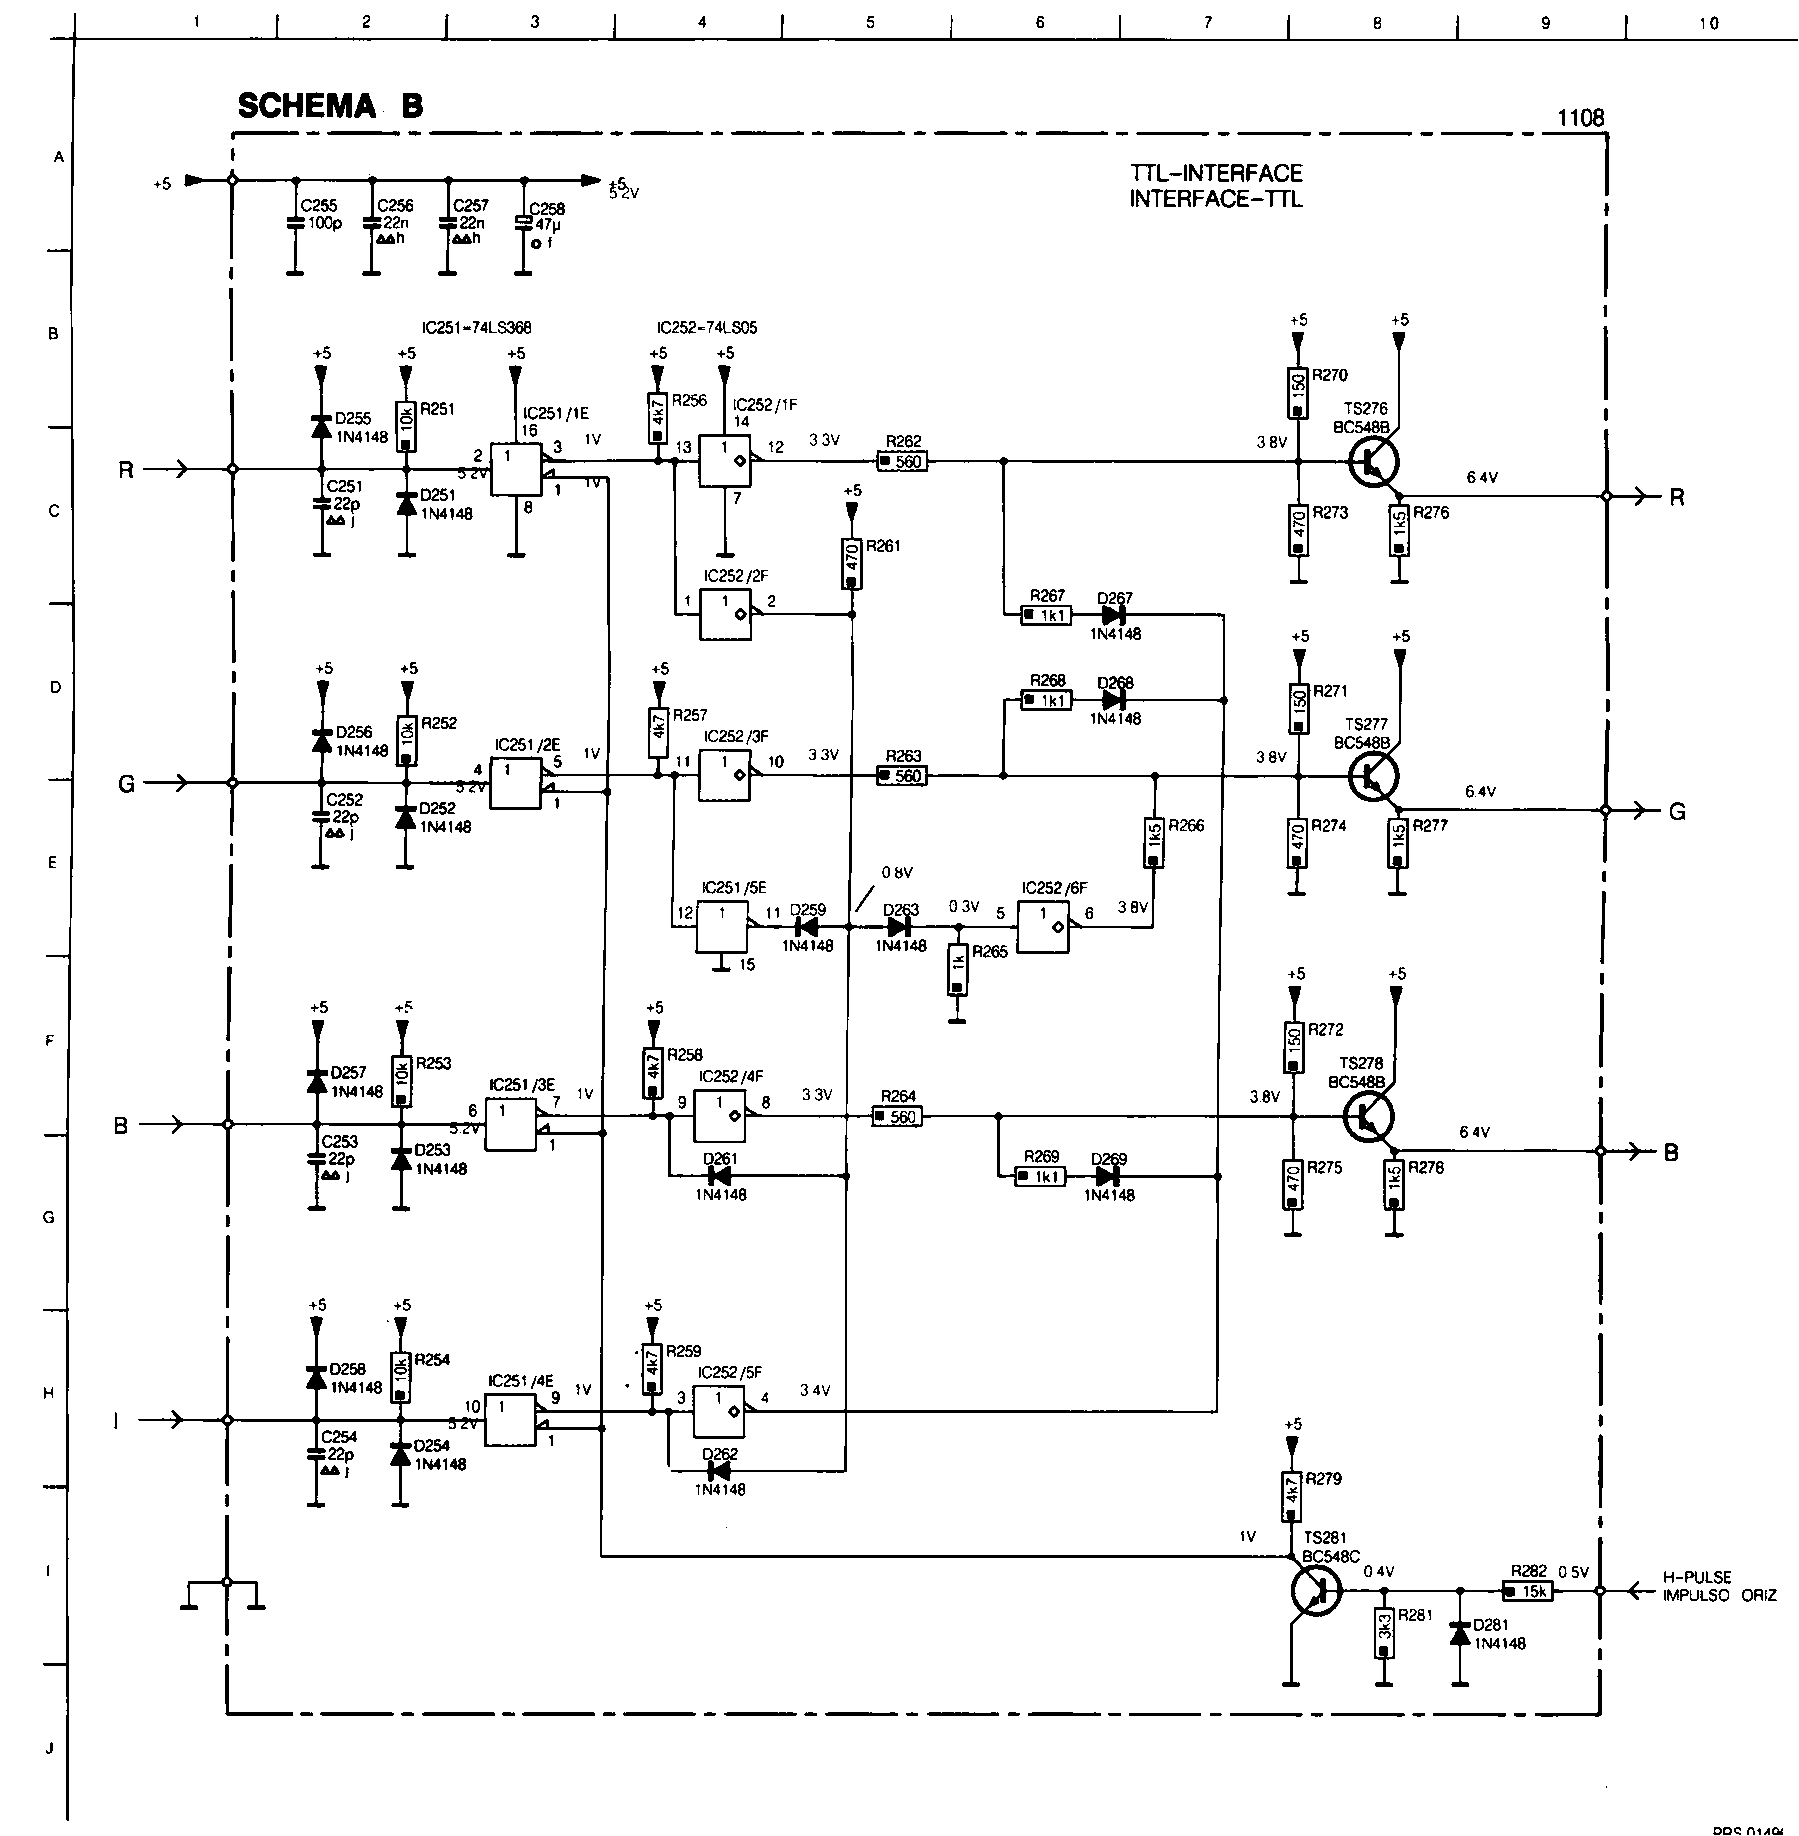 1 2 3 4 5 6 7 8 9 10
SCHEMA B
1108
A
TTL-INTERFACE
INTERFACE-TTL
+5
5.2V
C255
100p
C256
22n
h
C257
22n
h
C258
47µ
f
B
IC251=74LS368
IC252=74LS05
+5 +5 +5 +5 +5 +5 +5
D255
1N4148
10k
R251
IC251/1E
16
1V
4k7
R256
IC252/1F
14
150
R270
TS276
BC548B
R
2
5.2V
1
3
1
1V
8
13
1
12
7
3.3V
R262
560
3.8V
6.4V
R
C
C251
22p
j
D251
1N4148
+5
470
R261
470
R273
1k5
R276
IC252/2F
1
1
2
R267
1k1
D267
1N4148
D
+5 +5 +5 +5 +5
R268
1k1
D268
1N4148
D256
1N4148
10k
R252
IC251/2E
1V
4k7
R257
IC252/3F
150
R271
TS277
BC548B
G
4
5.2V
1
5
1
11
1
10
3.3V
R263
560
3.8V
6.4V
G
C252
22p
j
D252
1N4148
1k5
R266
470
R274
1k5
R277
E
0.8V
IC251/5E
12
1
11
15
D259
1N4148
D263
1N4148
0.3V
1k
R265
IC252/6F
5
1
6
3.8V
+5 +5 +5 +5 +5
F
D257
1N4148
10k
R253
IC251/3E
1V
4k7
R258
IC252/4F
150
R272
TS278
BC548B
B
6
5.2V
1
7
1
9
1
8
3.3V
R264
560
3.8V
6.4V
B
C253
22p
j
D253
1N4148
D261
1N4148
R269
1k1
D269
1N4148
470
R275
1k5
R278
G
+5 +5 +5
H
D258
1N4148
10k
R254
IC251/4E
1V
4k7
R259
IC252/5F
I
10
5.2V
1
9
1
3
1
4
3.4V
C254
22p
j
D254
1N4148
D262
1N4148
+5
4k7
R279
1V
TS281
BC548C
I
0.4V
R282
15k
0.5V
H-PULSE
IMPULSO ORIZ
3k3
R281
D281
1N4148
J